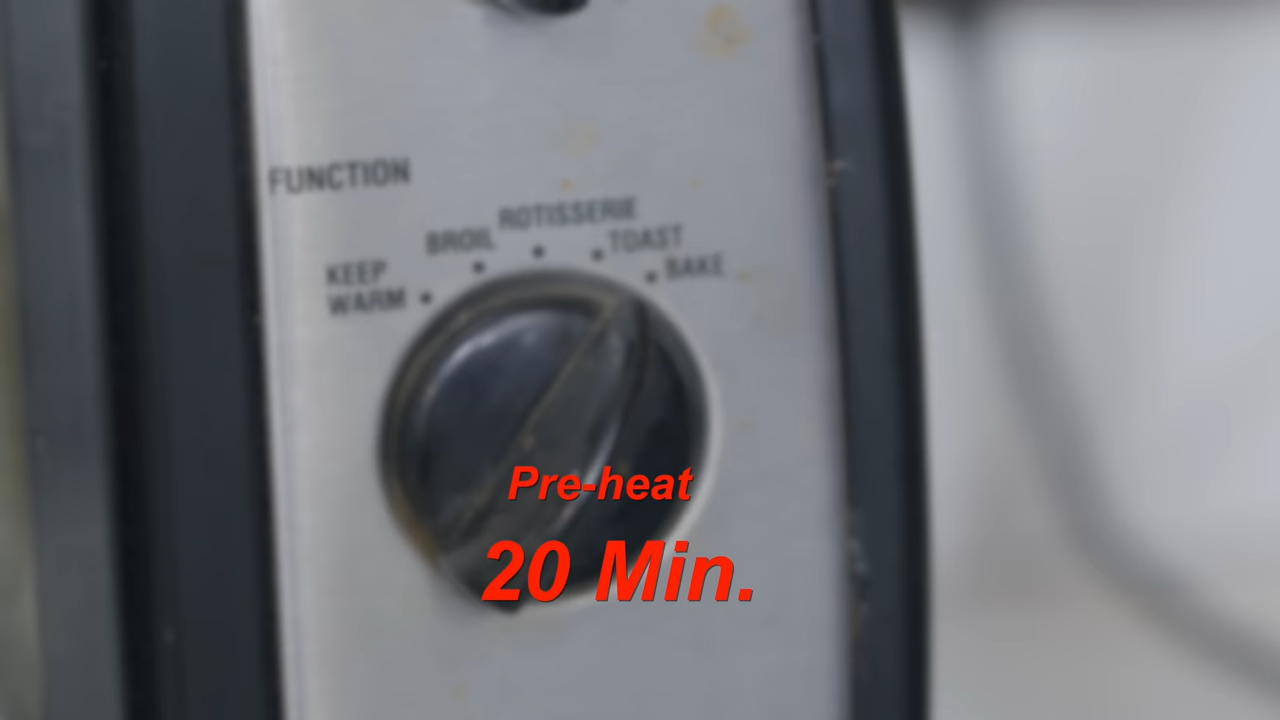 FUNCTION
ROTISSERIE
BROIL
TOAST
KEEP
WARM
BAKE
Pre-heat
20 Min.